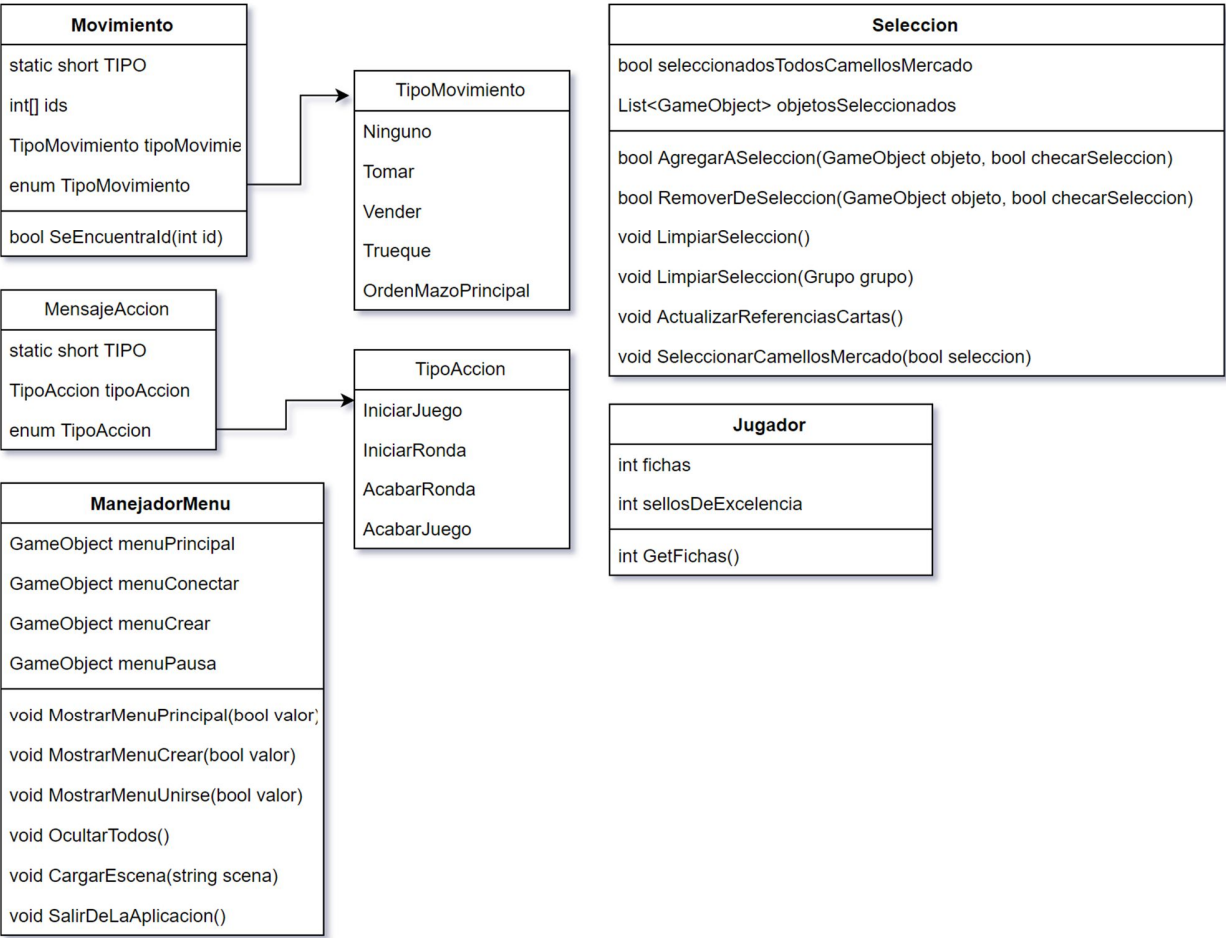 Movimiento
static short TIPO
int[] ids
TipoMovimiento tipoMovimie
enum TipoMovimiento
bool SeEncuentraId(int id)
TipoMovimiento
Ninguno
Tomar
Vender
Trueque
OrdenMazoPrincipal
MensajeAccion
static short TIPO
TipoAccion tipoAccion
enum TipoAccion
TipoAccion
IniciarJuego
IniciarRonda
AcabarRonda
AcabarJuego
ManejadorMenu
GameObject menuPrincipal
GameObject menuConectar
GameObject menuCrear
GameObject menuPausa
void MostrarMenuPrincipal(bool valor)
void MostrarMenuCrear(bool valor)
void MostrarMenuUnirse(bool valor)
void OcultarTodos()
void CargarEscena(string scena)
void SalirDeLaAplicacion()
Seleccion
bool seleccionadosTodosCamellosMercado
List<GameObject> objetosSeleccionados
bool AgregarASeleccion(GameObject objeto, bool checarSeleccion)
bool RemoverDeSeleccion(GameObject objeto, bool checarSeleccion)
void LimpiarSeleccion()
void LimpiarSeleccion(Grupo grupo)
void ActualizarReferenciasCartas()
void SeleccionarCamellosMercado(bool seleccion)
Jugador
int fichas
int sellosDeExcelencia
int GetFichas()